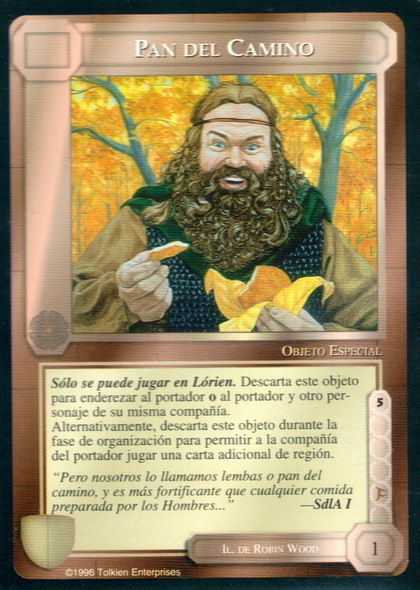 PAN DEL CAMINO
OBJETO ESPECIAL
Sólo se puede jugar en Lórien. Descarta este objeto
para enderezar al portador o al portador y otro per-
sonaje de su misma compañía.
Alternativamente, descarta este objeto durante la
fase de organización para permitir a la compañía
del portador jugar una carta adicional de región.
5
“Pero nosotros lo llamamos lembas o pan del
camino, y es más fortificante que cualquier comida
preparada por los Hombres...” —SdlA I
IL. DE ROBIN WOOD
1
©1996 Tolkien Enterprises